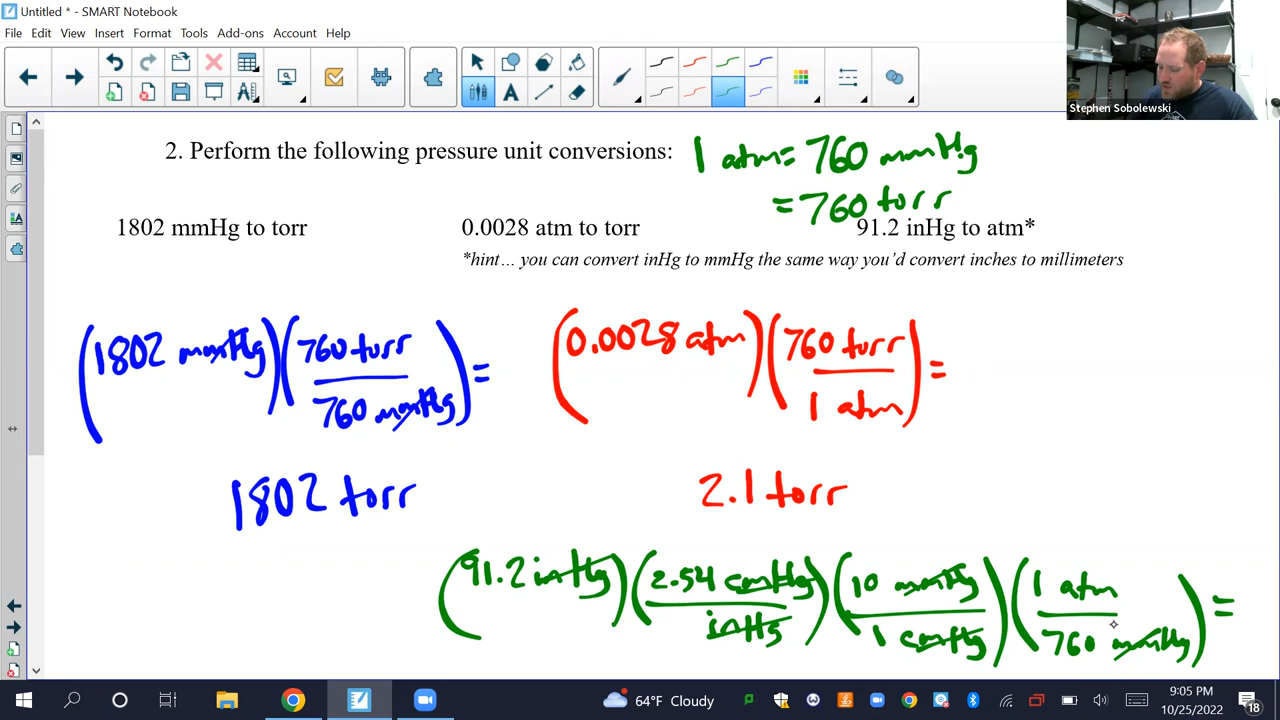 Untitled * - SMART Notebook
File Edit View Insert Format Tools Add-ons Account Help
Stephen Sobolewski
2. Perform the following pressure unit conversions: 1 atm = 760 mmHg
= 760 torr
1802 mmHg to torr 0.0028 atm to torr 91.2 inHg to atm*
*hint… you can convert inHg to mmHg the same way you'd convert inches to millimeters
(1802 mmHg)(760 torr / 760 mmHg) = (0.0028 atm)(760 torr / 1 atm) =
1802 torr 2.1 torr
(91.2 inHg)(2.54 cmHg / inHg)(10 mmHg / 1 cmHg)(1 atm / 760 mmHg) =
64°F Cloudy
9:05 PM
10/25/2022
18